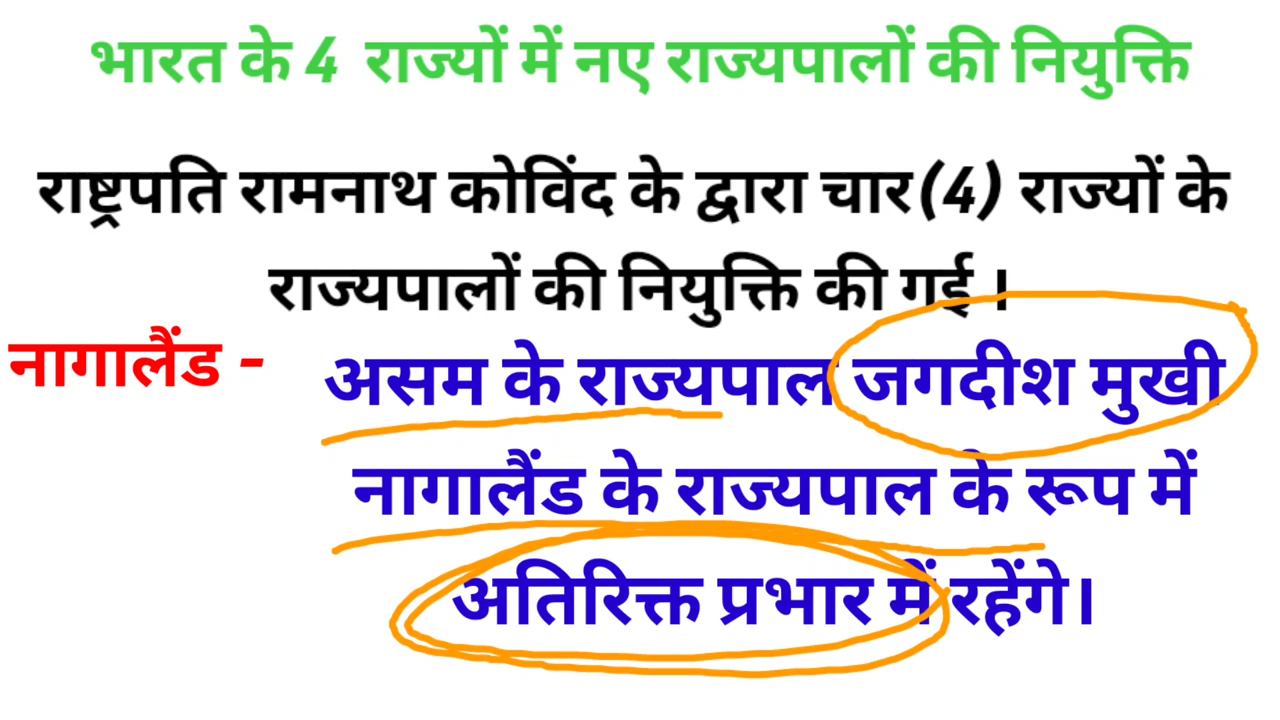 भारत के 4 राज्यों में नए राज्यपालों की नियुक्ति
राष्ट्रपति रामनाथ कोविंद के द्वारा चार(4) राज्यों के
राज्यपालों की नियुक्ति की गई ।
नागालैंड - असम के राज्यपाल जगदीश मुखी
नागालैंड के राज्यपाल के रूप में
अतिरिक्त प्रभार में रहेंगे।